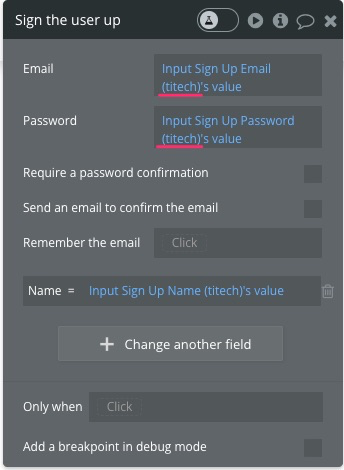 Sign the user up
Email
Input Sign Up Email
(titech)'s value
Password
Input Sign Up Password
(titech)'s value
Require a password confirmation
Send an email to confirm the email
Remember the email Click
Name = Input Sign Up Name (titech)'s value
Change another field
Only when Click
Add a breakpoint in debug mode